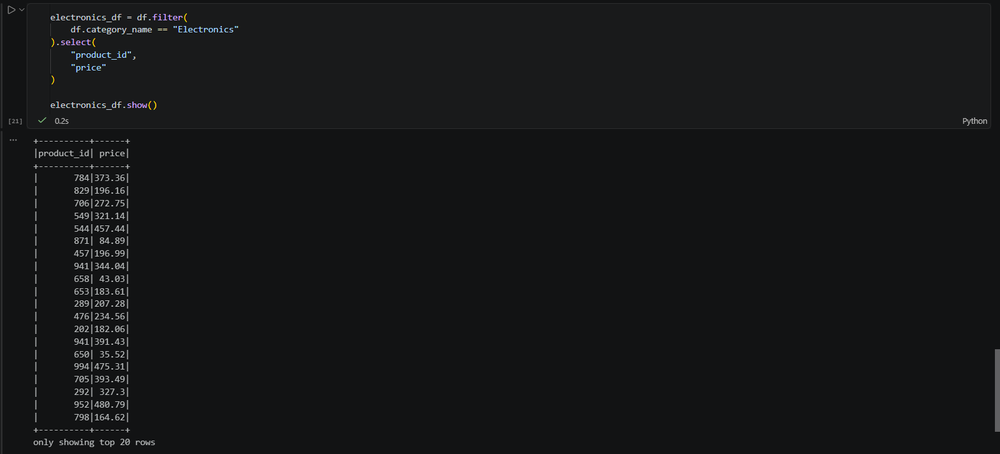 electronics_df = df.filter(
    df.category_name == "Electronics"
).select(
    "product_id",
    "price"
)
electronics_df.show()
[21]
0.2s
Python
...
+----------+------+
|product_id| price|
+----------+------+
|       784|373.36|
|       829|196.16|
|       706|272.75|
|       549|321.14|
|       544|457.44|
|       871| 84.89|
|       457|196.99|
|       941|344.04|
|       658| 43.03|
|       653|183.61|
|       289|207.28|
|       476|234.56|
|       202|182.06|
|       941|391.43|
|       650| 35.52|
|       994|475.31|
|       705|393.49|
|       292| 327.3|
|       952|480.79|
|       798|164.62|
+----------+------+
only showing top 20 rows